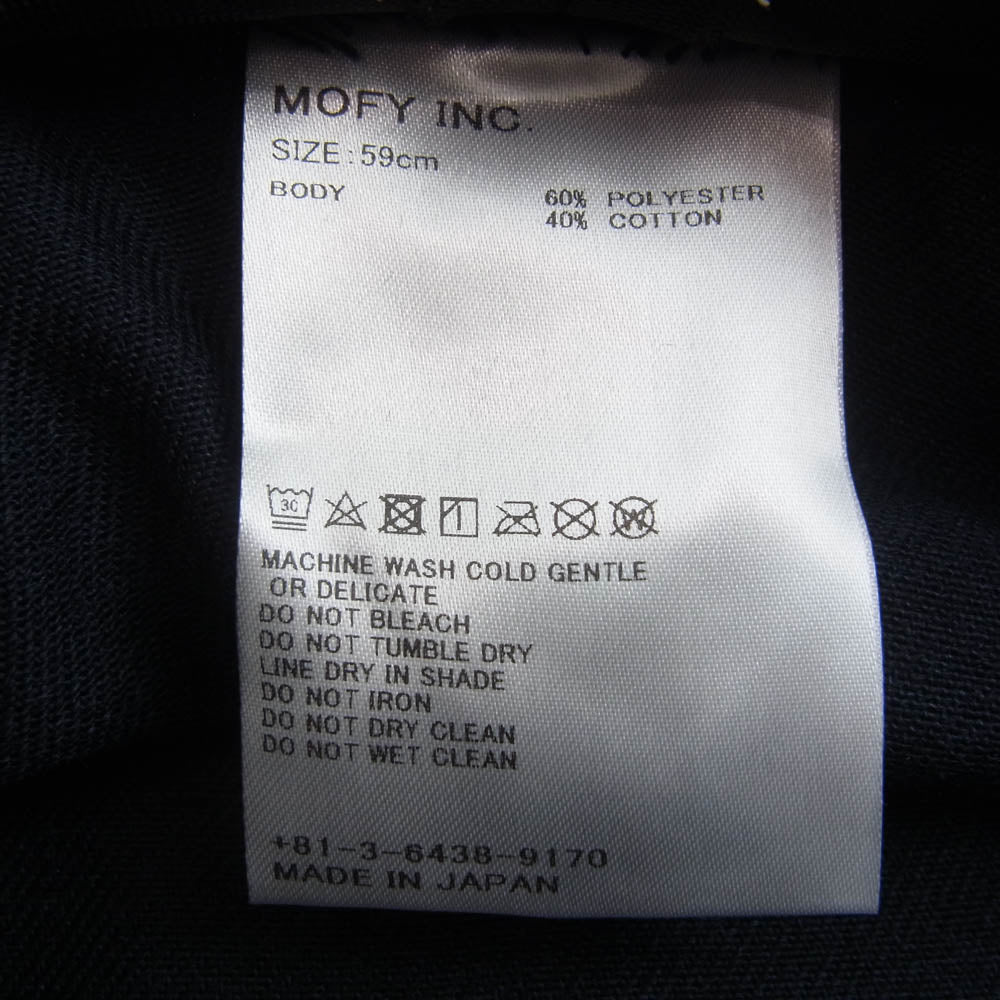 MOFY INC.
SIZE:59cm
BODY 60% POLYESTER
40% COTTON
30
W
MACHINE WASH COLD GENTLE
OR DELICATE
DO NOT BLEACH
DO NOT TUMBLE DRY
LINE DRY IN SHADE
DO NOT IRON
DO NOT DRY CLEAN
DO NOT WET CLEAN
+81-3-6438-9170
MADE IN JAPAN